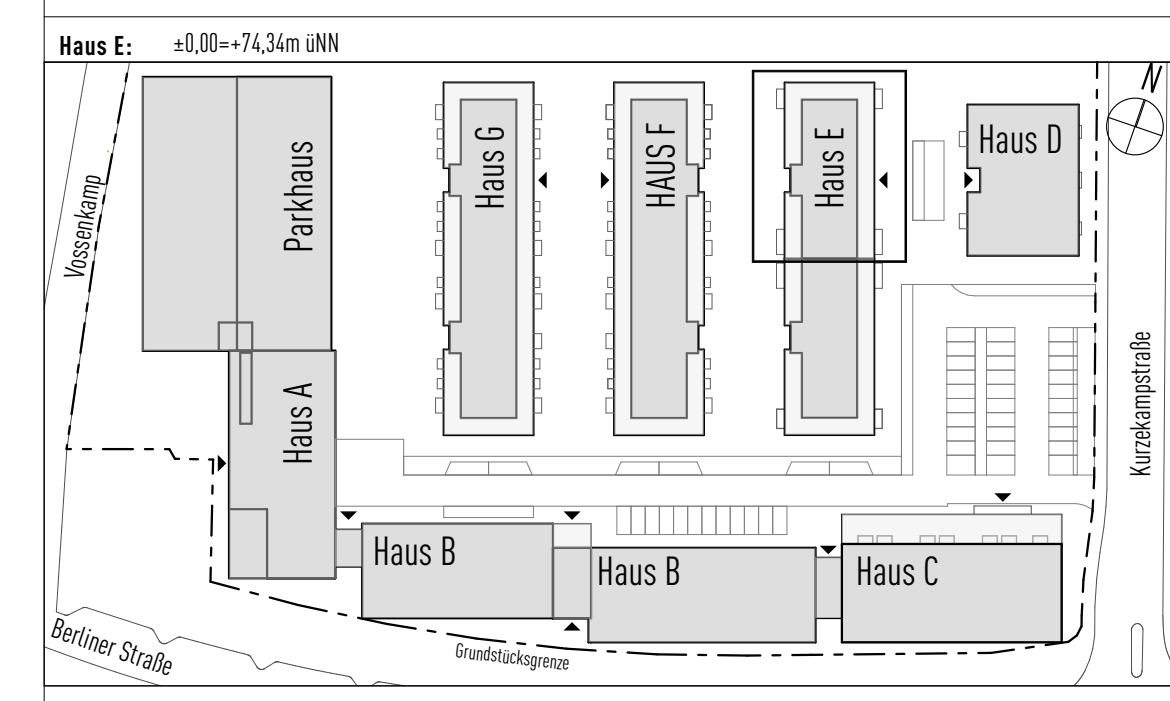 Haus E: ±0,00=+74,34m üNN
N
Vossenkamp
Parkhaus
Haus G
HAUS F
Haus E
Haus D
Kurzekampstraße
Haus A
Haus B
Haus B
Haus C
Berliner Straße
Grundstücksgrenze